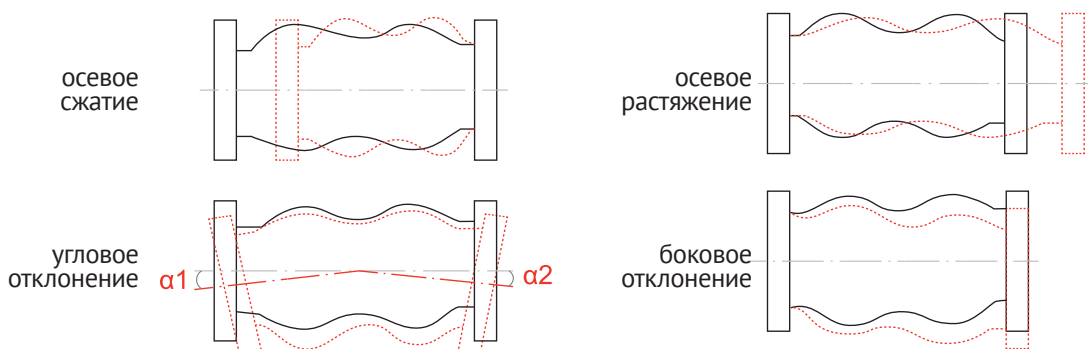 осевое
сжатие
осевое
растяжение
угловое
отклонение
α1
α2
боковое
отклонение